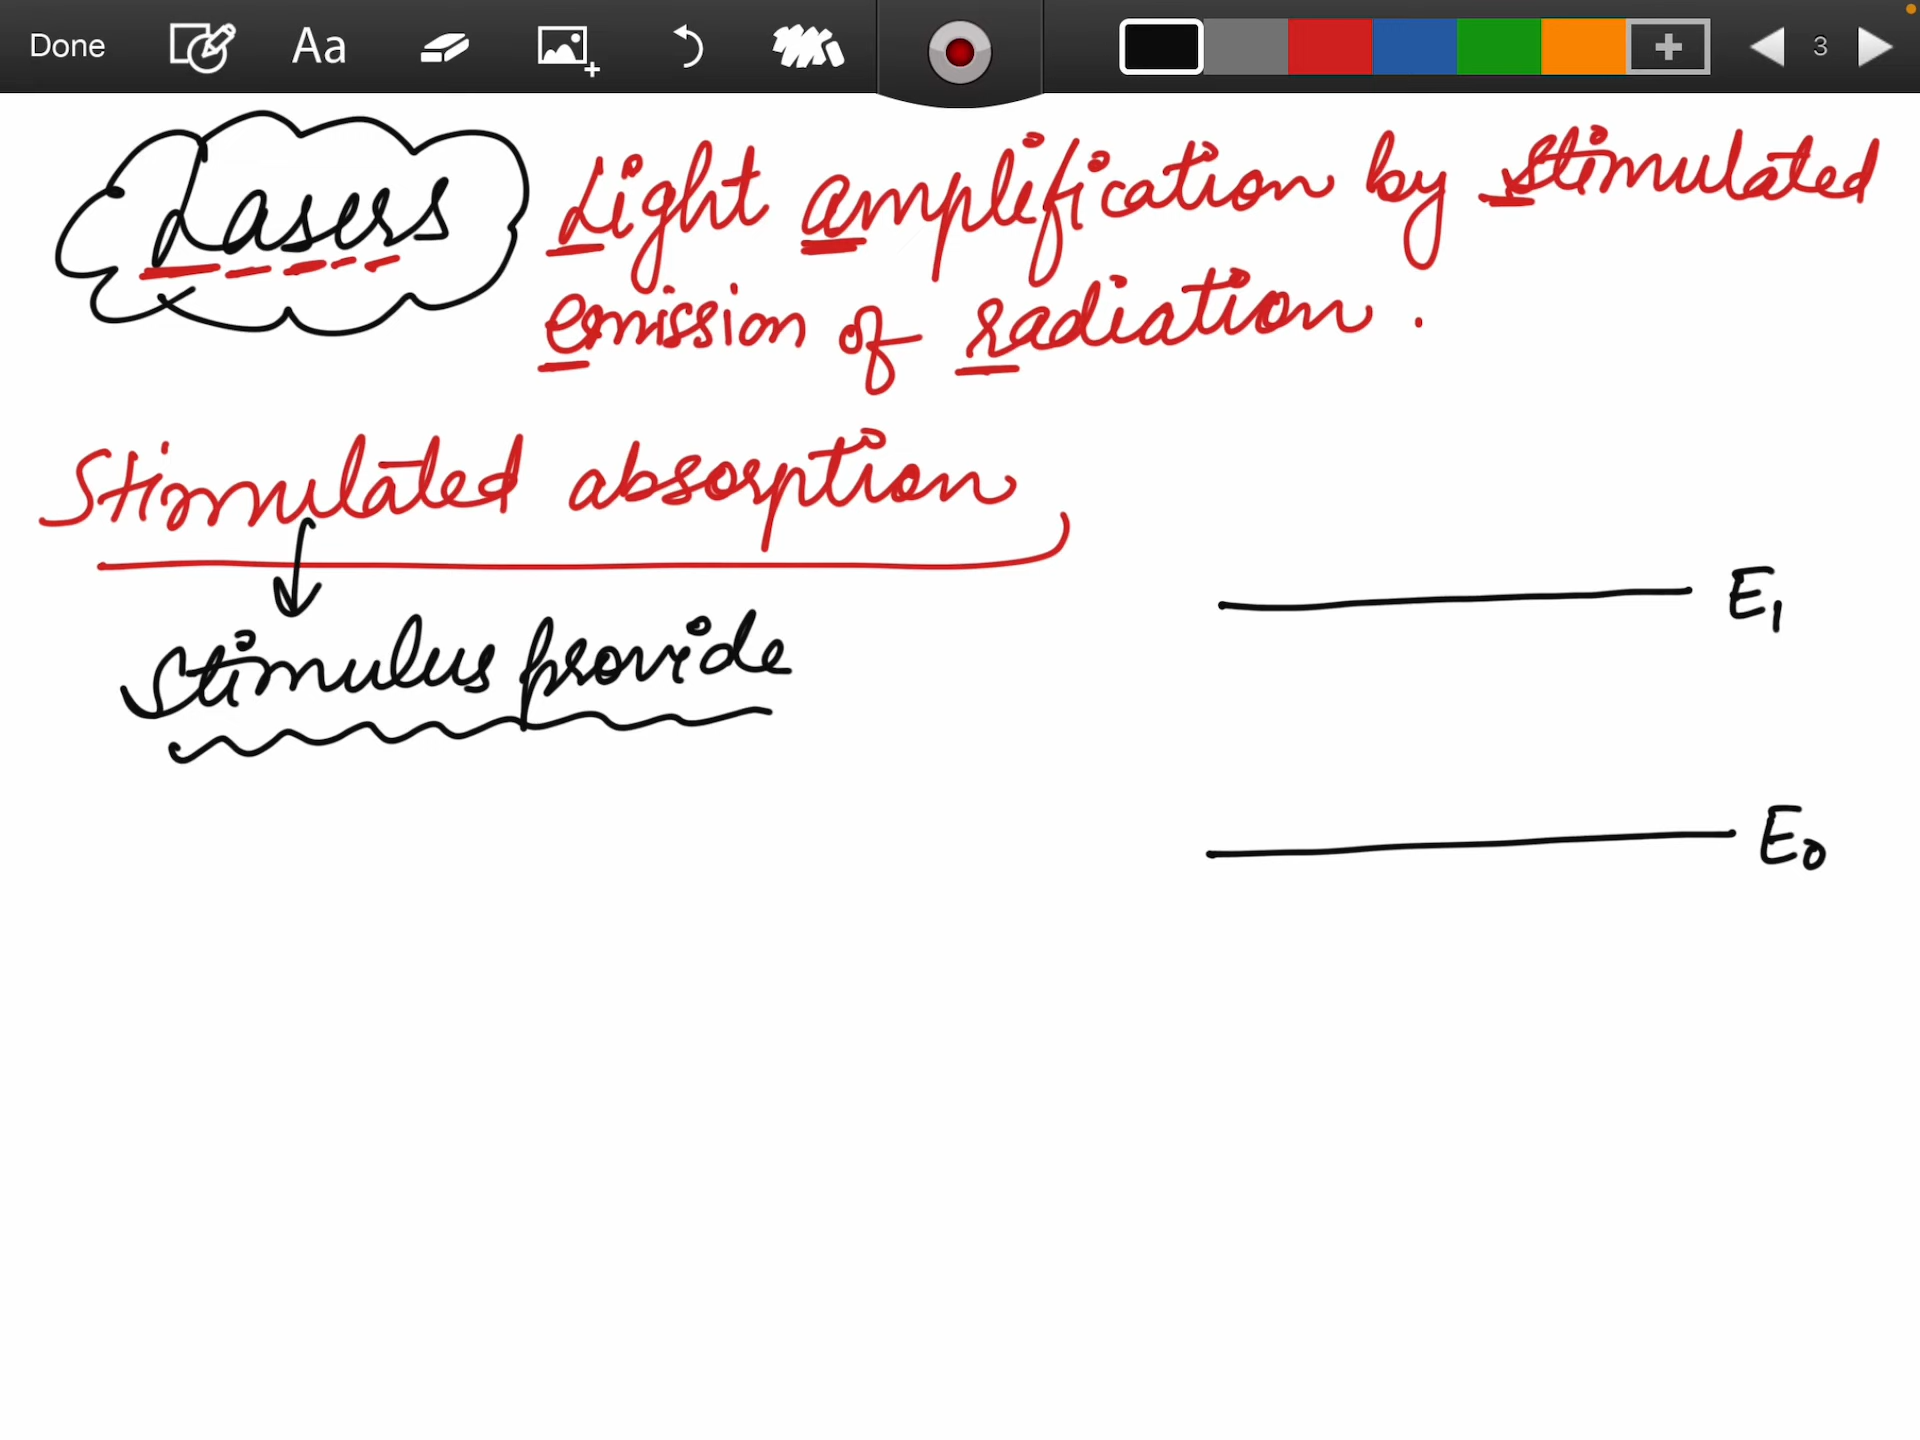 Done
Aa
3
Lasers
Light amplification by stimulated
emission of radiation.
Stimulated absorption
Stimulus provide
E1
E0